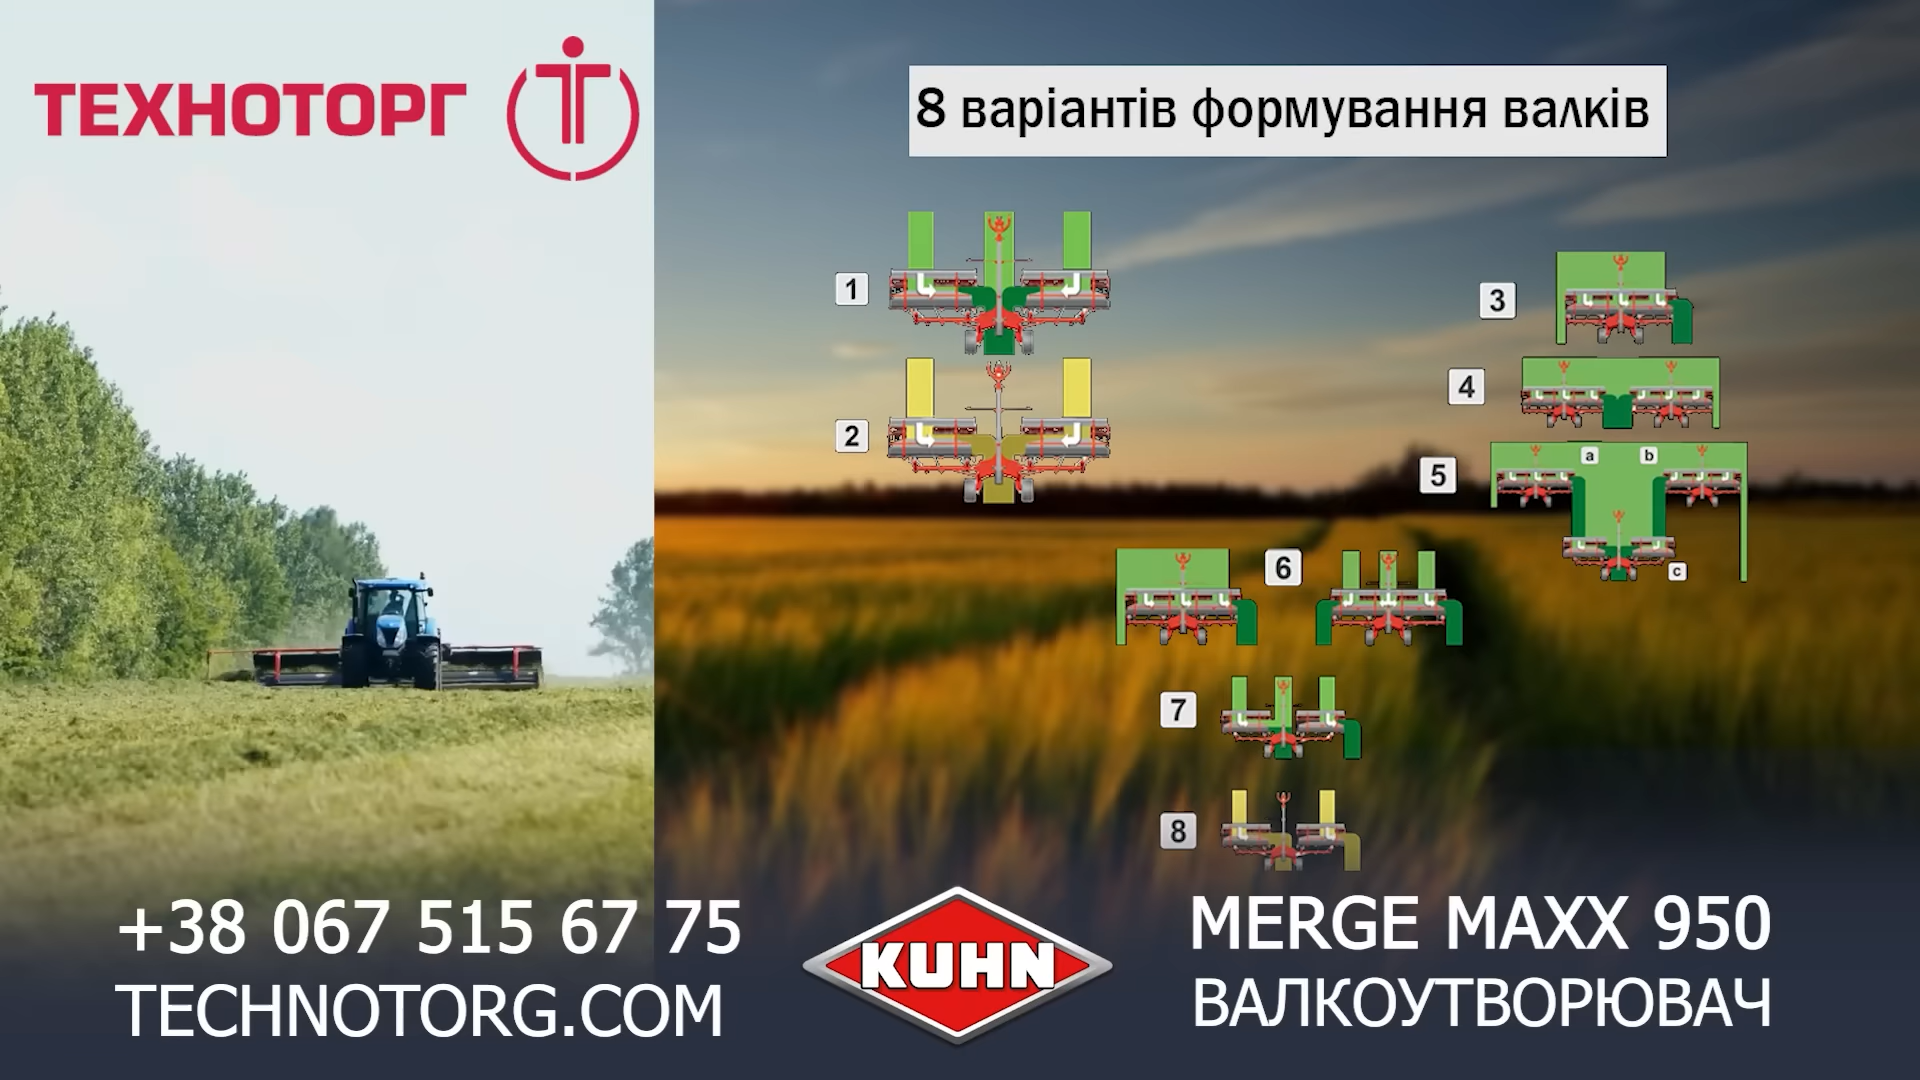 ТЕХНОТОРГ
8 варіантів формування валків
1
2
3
4
5
a
b
c
6
7
8
+38 067 515 67 75
TECHNOTORG.COM
KUHN
MERGE MAXX 950
ВАЛКОУТВОРЮВАЧ